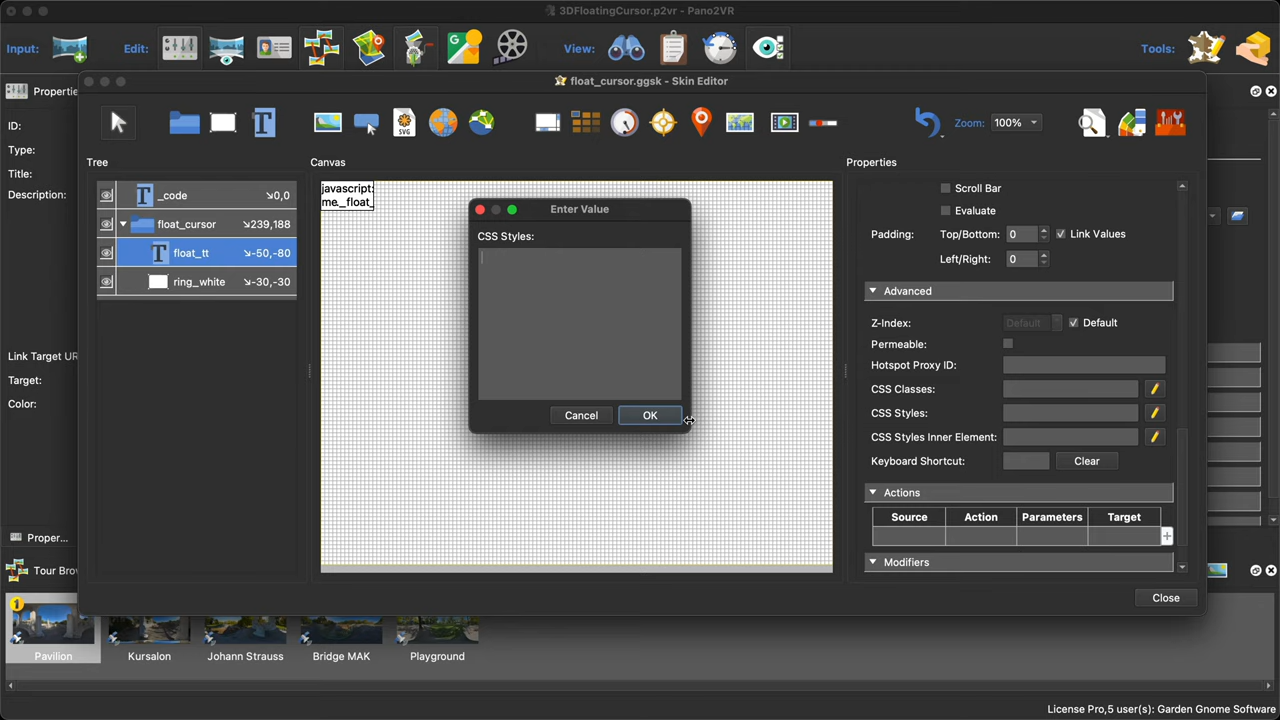 3DFloatingCursor.p2vr - Pano2VR
Input:
Edit:
View:
Tools:
float_cursor.ggsk - Skin Editor
Properti
ID:
Type:
Title:
Description:
Link Target UR
Target:
Color:
Proper...
Tour Brow
Zoom: 100%
Tree
Canvas
Properties
_code 0,0
float_cursor 239,188
float_tt -50,-80
ring_white -30,-30
javascript:
me._float_
Enter Value
CSS Styles:
Cancel
OK
Scroll Bar
Evaluate
Padding: Top/Bottom: 0 Link Values
Left/Right: 0
Advanced
Z-Index: Default Default
Permeable:
Hotspot Proxy ID:
CSS Classes:
CSS Styles:
CSS Styles Inner Element:
Keyboard Shortcut: Clear
Actions
Source Action Parameters Target
+
Modifiers
Close
1
Pavilion
Kursalon
Johann Strauss
Bridge MAK
Playground
License Pro,5 user(s): Garden Gnome Software